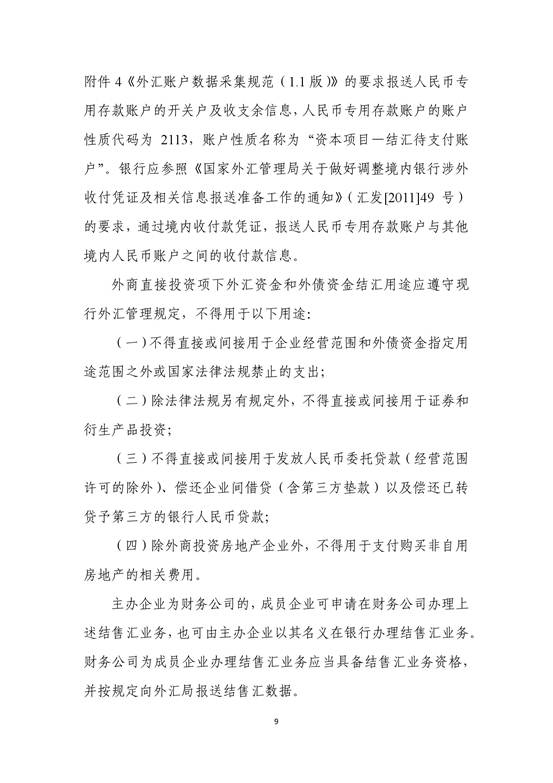 附件 4《外汇账户数据采集规范（1.1 版）》的要求报送人民币专
用存款账户的开关户及收支余信息，人民币专用存款账户的账户
性质代码为 2113，账户性质名称为“资本项目—结汇待支付账
户”。银行应参照《国家外汇管理局关于做好调整境内银行涉外
收付凭证及相关信息报送准备工作的通知》（汇发[2011]49 号）
的要求，通过境内收付款凭证，报送人民币专用存款账户与其他
境内人民币账户之间的收付款信息。
外商直接投资项下外汇资金和外债资金结汇用途应遵守现
行外汇管理规定，不得用于以下用途：
（一）不得直接或间接用于企业经营范围和外债资金指定用
途范围之外或国家法律法规禁止的支出；
（二）除法律法规另有规定外，不得直接或间接用于证券和
衍生产品投资；
（三）不得直接或间接用于发放人民币委托贷款（经营范围
许可的除外）、偿还企业间借贷（含第三方垫款）以及偿还已转
贷予第三方的银行人民币贷款；
（四）除外商投资房地产企业外，不得用于支付购买非自用
房地产的相关费用。
主办企业为财务公司的，成员企业可申请在财务公司办理上
述结售汇业务，也可由主办企业以其名义在银行办理结售汇业务。
财务公司为成员企业办理结售汇业务应当具备结售汇业务资格，
并按规定向外汇局报送结售汇数据。
9